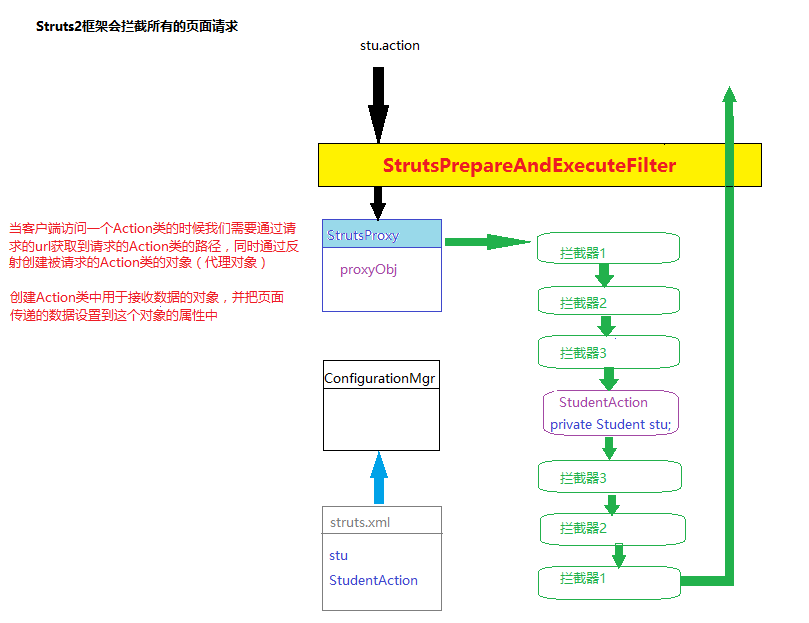 Struts2框架会拦截所有的页面请求
stu.action
StrutsPrepareAndExecuteFilter
当客户端访问一个Action类的时候我们需要通过请
求的url获取到请求的Action类的路径，同时通过反
射创建被请求的Action类的对象（代理对象）
创建Action类中用于接收数据的对象，并把页面
传递的数据设置到这个对象的属性中
StrutsProxy
proxyObj
ConfigurationMgr
struts.xml
stu
StudentAction
拦截器1
拦截器2
拦截器3
StudentAction
private Student stu;
拦截器3
拦截器2
拦截器1